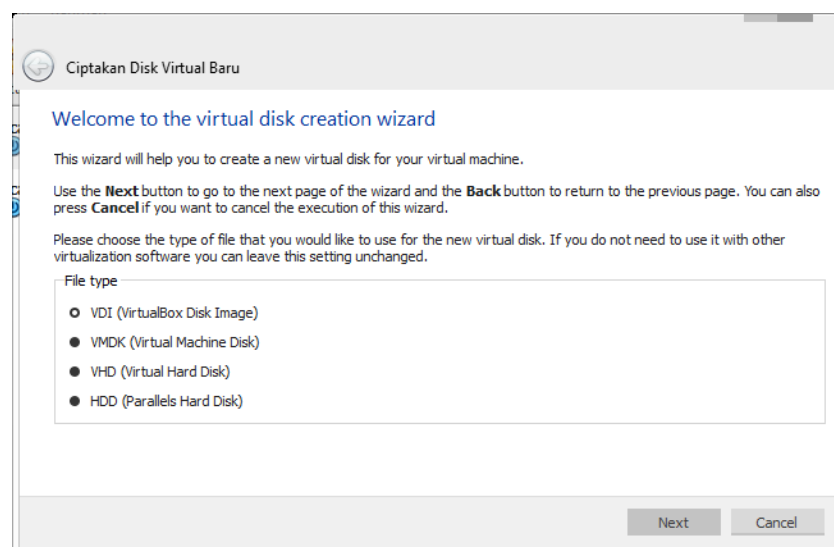 Ciptakan Disk Virtual Baru
Welcome to the virtual disk creation wizard
This wizard will help you to create a new virtual disk for your virtual machine.
Use the Next button to go to the next page of the wizard and the Back button to return to the previous page. You can also
press Cancel if you want to cancel the execution of this wizard.
Please choose the type of file that you would like to use for the new virtual disk. If you do not need to use it with other
virtualization software you can leave this setting unchanged.
File type
VDI (VirtualBox Disk Image)
VMDK (Virtual Machine Disk)
VHD (Virtual Hard Disk)
HDD (Parallels Hard Disk)
Next Cancel